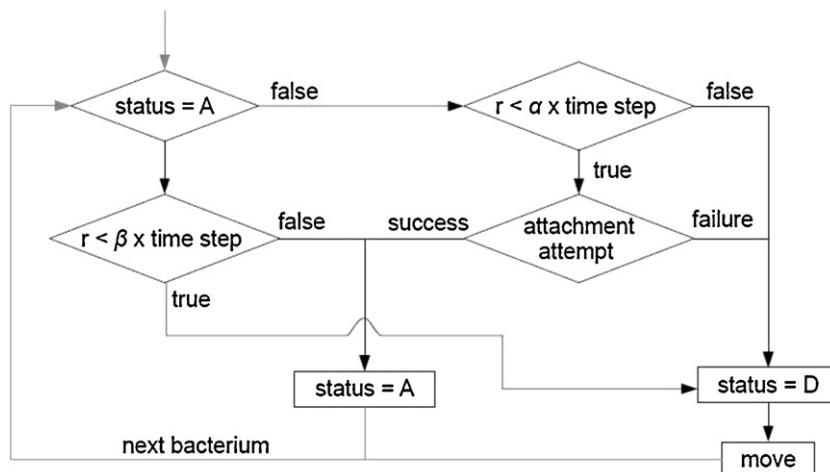 status = A
false
r < α x time step
false
true
r < β x time step
false
success
attachment
attempt
failure
true
status = A
status = D
next bacterium
move